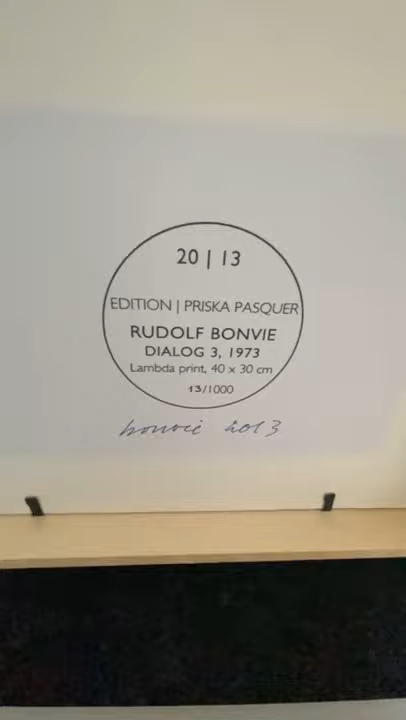 20 | 13
EDITION | PRISKA PASQUER
RUDOLF BONVIE
DIALOG 3, 1973
Lambda print, 40 x 30 cm
13/1000
bonvie 2013